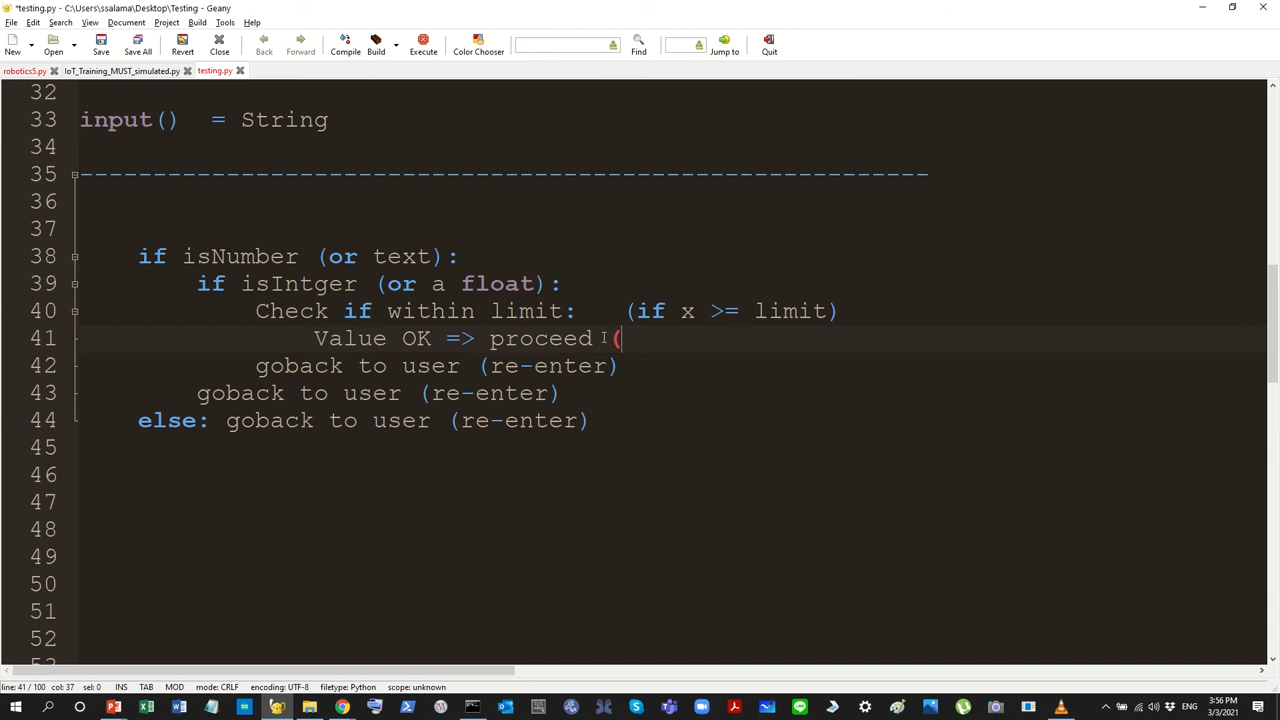 *testing.py - C:\Users\ssalama\Desktop\Testing - Geany
File Edit Search View Document Project Build Tools Help
New Open Save Save All Revert Close Back Forward Compile Build Execute Color Chooser Find Jump to Quit
robotics5.py IoT_Training_MUST_simulated.py testing.py
32
33 input() = String
34
35 ----------------------------------------------------------
36
37
38 if isNumber (or text):
39 if isIntger (or a float):
40 Check if within limit: (if x >= limit)
41 Value OK => proceed (
42 goback to user (re-enter)
43 goback to user (re-enter)
44 else: goback to user (re-enter)
45
46
47
48
49
50
51
52
53
line: 41 / 100 col: 37 sel: 0 INS TAB MOD mode: CRLF encoding: UTF-8 filetype: Python scope: unknown
ENG 3:56 PM
3/3/2021